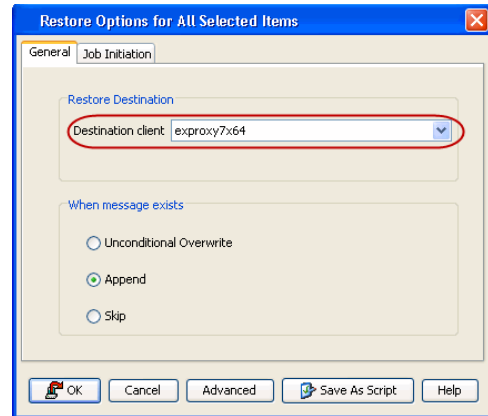 Restore Options for All Selected Items
General Job Initiation
Restore Destination
Destination client exproxy7x64
When message exists
Unconditional Overwrite
Append
Skip
OK Cancel Advanced Save As Script Help